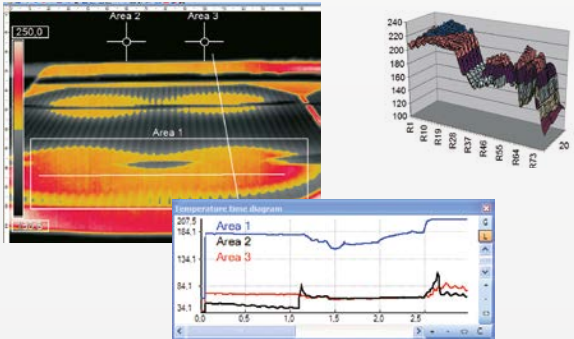 Area 2
Area 3
250,0
Area 1
240
220
200
180
160
140
120
100
R1
R10
R19
R28
R37
R46
R55
R64
R73
20
Temperature time diagram
207,5
184,1
134,1
84,1
34,1
Area 1
Area 2
Area 3
0,0
0,5
1,0
1,5
2,0
2,5
L